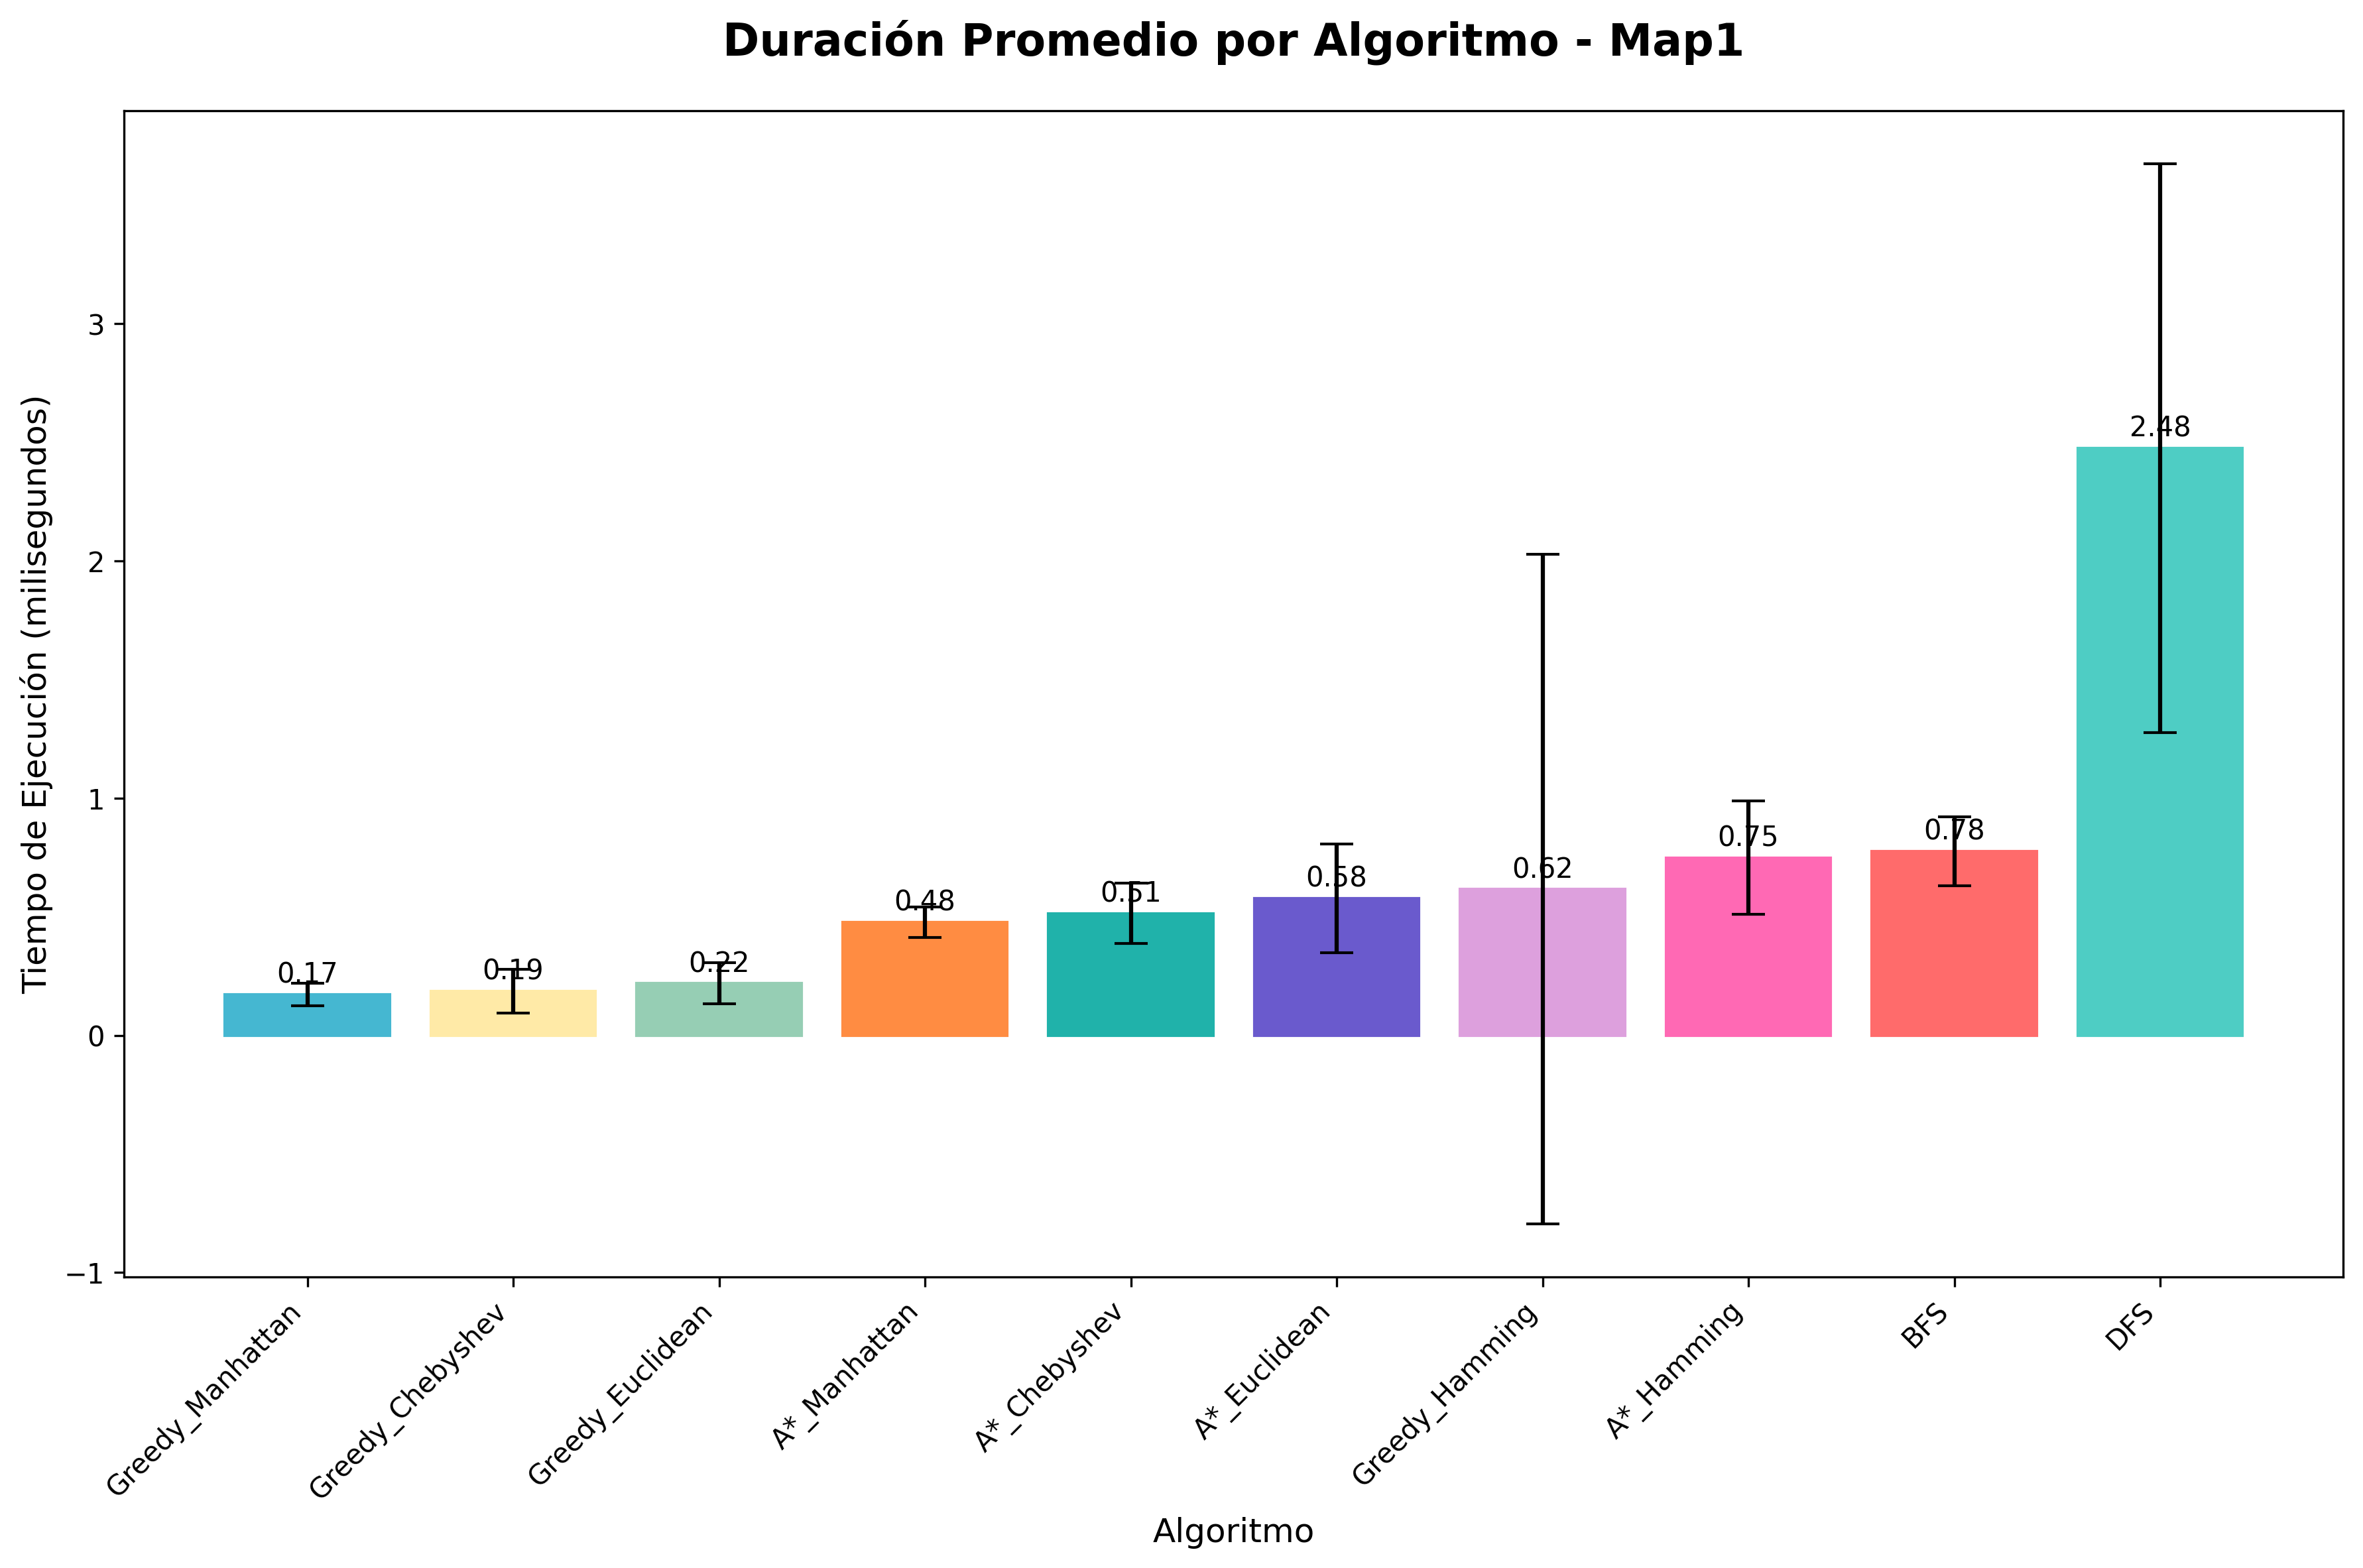 Duración Promedio por Algoritmo - Map1
Tiempo de Ejecución (milisegundos)
3
2
1
0
−1
0.17
0.19
0.22
0.48
0.51
0.58
0.62
0.75
0.78
2.48
Greedy_Manhattan
Greedy_Chebyshev
Greedy_Euclidean
A*_Manhattan
A*_Chebyshev
A*_Euclidean
Greedy_Hamming
A*_Hamming
BFS
DFS
Algoritmo